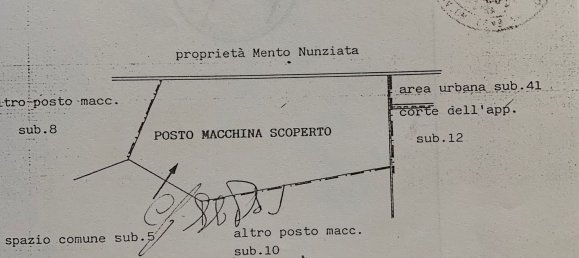 proprietà Mento Nunziata
area urbana sub.41
altro posto macc.
corte dell'app.
sub.8
POSTO MACCHINA SCOPERTO
sub.12
spazio comune sub.5
altro posto macc.
sub.10